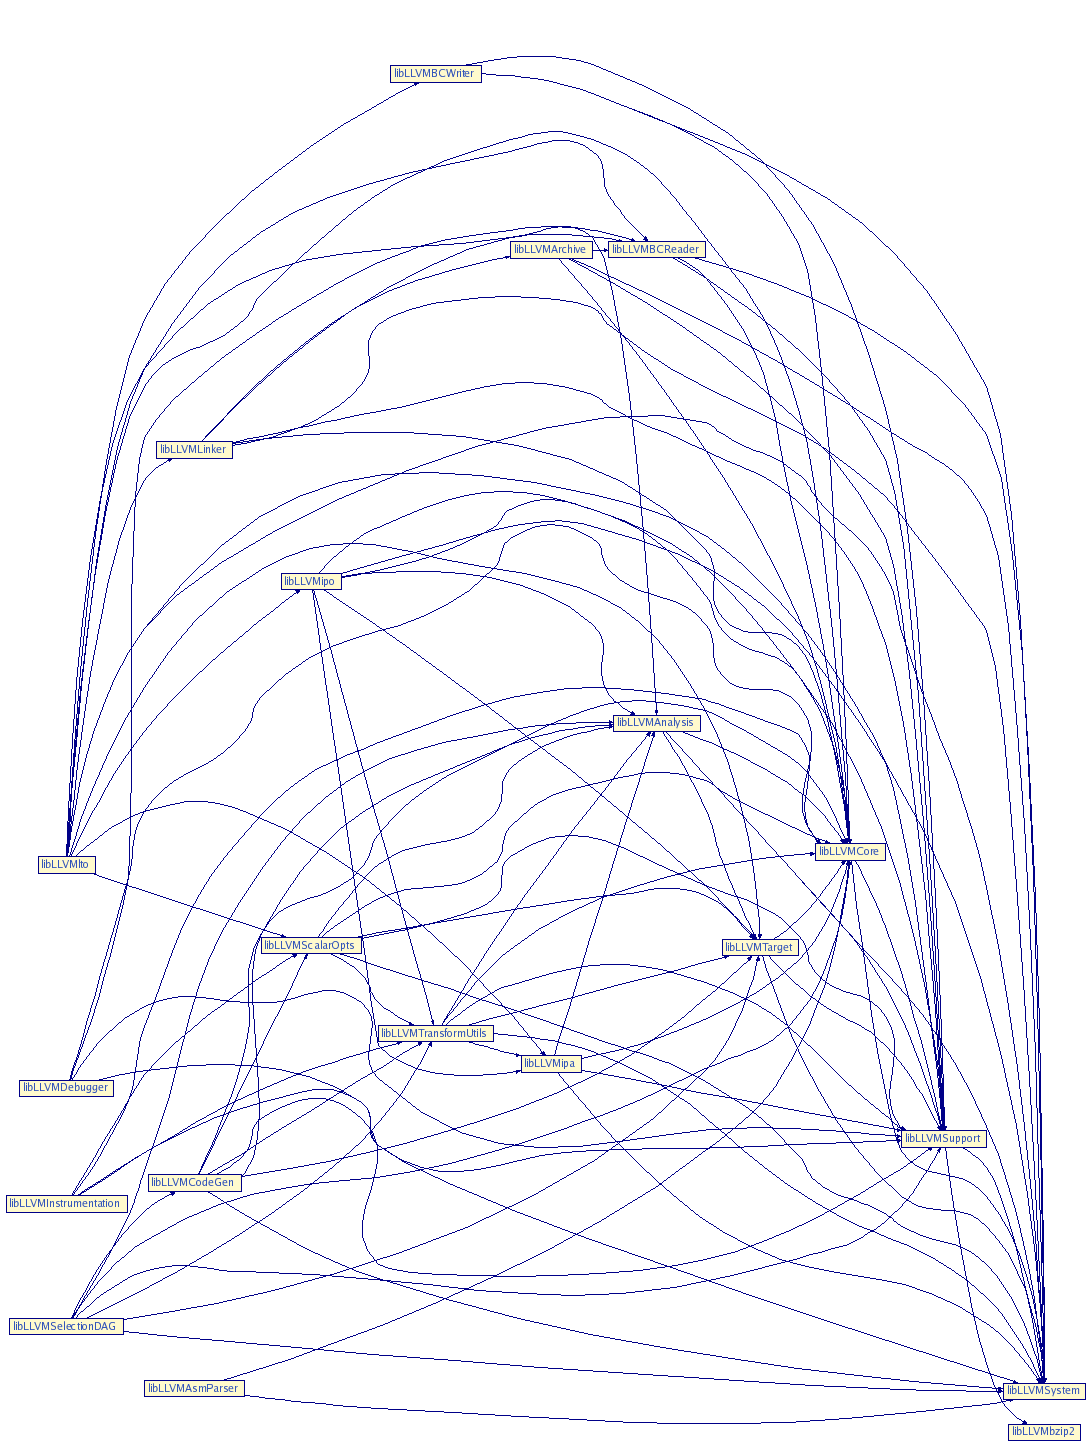 libLLVMBCWriter
libLLVMArchive
libLLVMBCReader
libLLVMLinker
libLLVMipo
libLLVMAnalysis
libLLVMCore
libLLVMlto
libLLVMScalarOpts
libLLVMTarget
libLLVMTransformUtils
libLLVMipa
libLLVMDebugger
libLLVMSupport
libLLVMCodeGen
libLLVMInstrumentation
libLLVMSelectionDAG
libLLVMAsmParser
libLLVMSystem
libLLVMbzip2